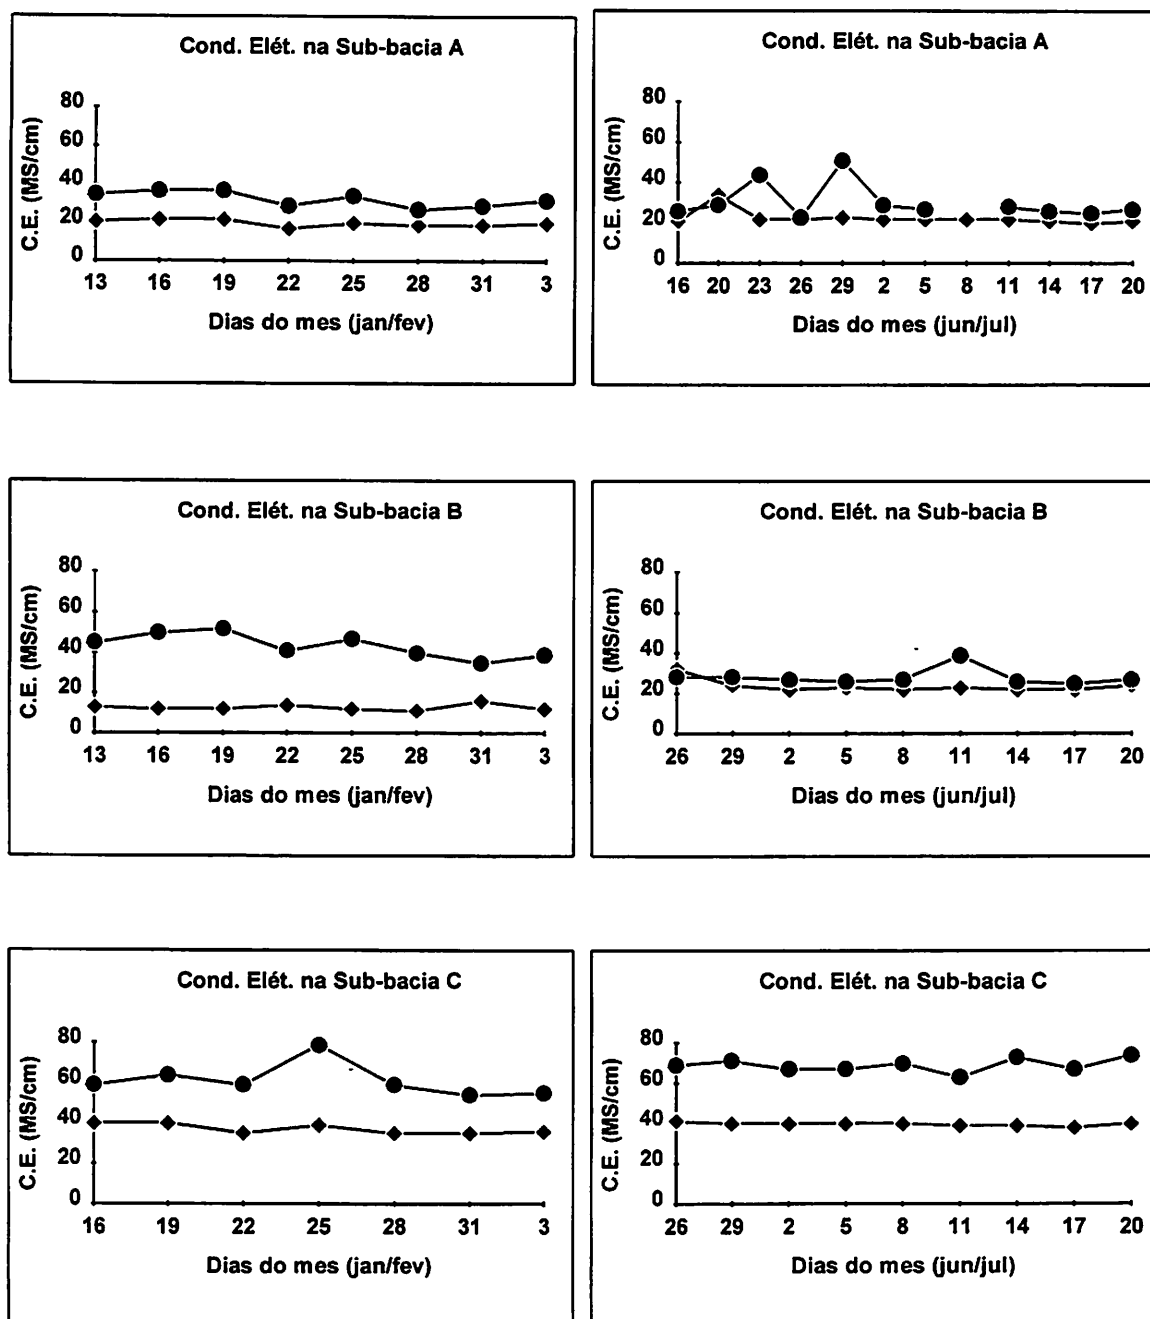 Cond. Elét. na Sub-bacia A
C.E. (MS/cm)
80
60
40
20
0
13 16 19 22 25 28 31 3
Dias do mes (jan/fev)
Cond. Elét. na Sub-bacia A
C.E. (MS/cm)
80
60
40
20
0
16 20 23 26 29 2 5 8 11 14 17 20
Dias do mes (jun/jul)
Cond. Elét. na Sub-bacia B
C.E. (MS/cm)
80
60
40
20
0
13 16 19 22 25 28 31 3
Dias do mes (jan/fev)
Cond. Elét. na Sub-bacia B
C.E. (MS/cm)
80
60
40
20
0
26 29 2 5 8 11 14 17 20
Dias do mes (jun/jul)
Cond. Elét. na Sub-bacia C
C.E. (MS/cm)
80
60
40
20
0
16 19 22 25 28 31 3
Dias do mes (jan/fev)
Cond. Elét. na Sub-bacia C
C.E. (MS/cm)
80
60
40
20
0
26 29 2 5 8 11 14 17 20
Dias do mes (jun/jul)